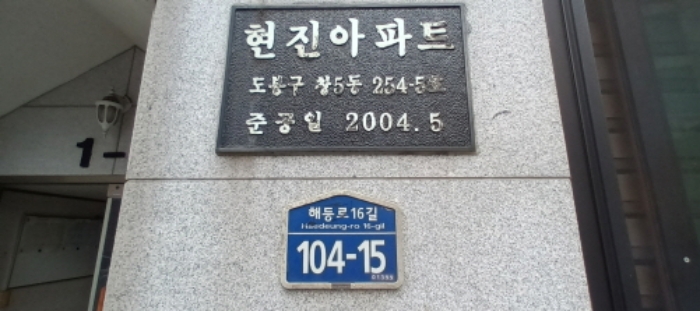 현진아파트
도봉구 창5동 254-5호
준공일 2004.5
1-
해등로16길
Haedeung-ro 16-gil
104-15